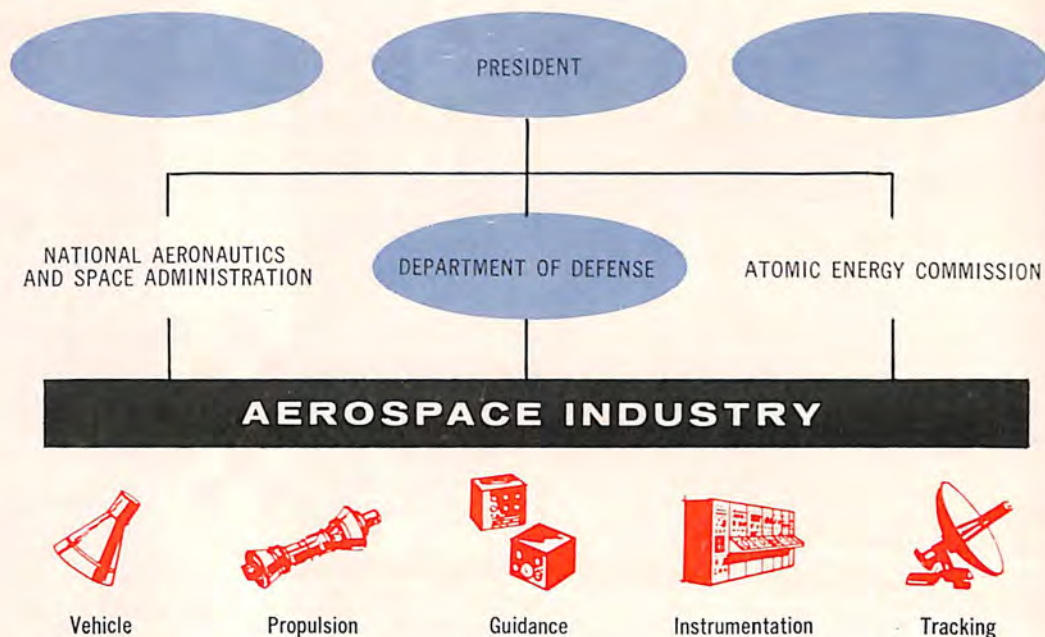 PRESIDENT
NATIONAL AERONAUTICS
AND SPACE ADMINISTRATION
DEPARTMENT OF DEFENSE
ATOMIC ENERGY COMMISSION
AEROSPACE INDUSTRY
Vehicle
Propulsion
Guidance
Instrumentation
Tracking